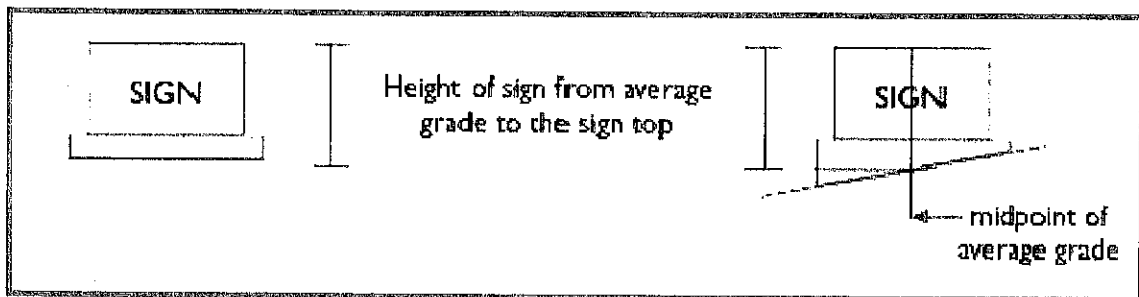 SIGN
Height of sign from average
grade to the sign top
SIGN
midpoint of
average grade